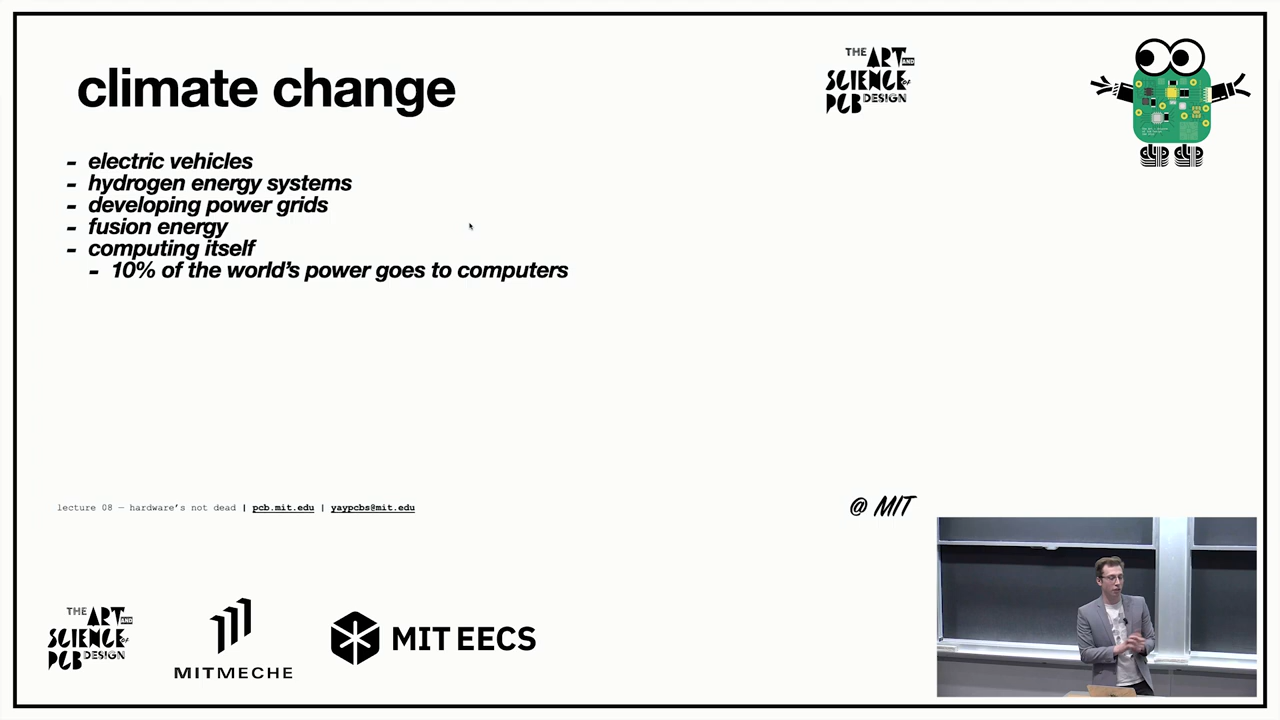 climate change
THE ART AND
SCIENCE of
PCB DESIGN
- electric vehicles
- hydrogen energy systems
- developing power grids
- fusion energy
- computing itself
- 10% of the world's power goes to computers
lecture 08 — hardware's not dead | pcb.mit.edu | yaypcbs@mit.edu
@ MIT
THE ART AND
SCIENCE of
PCB DESIGN
MITMECHE
MIT EECS